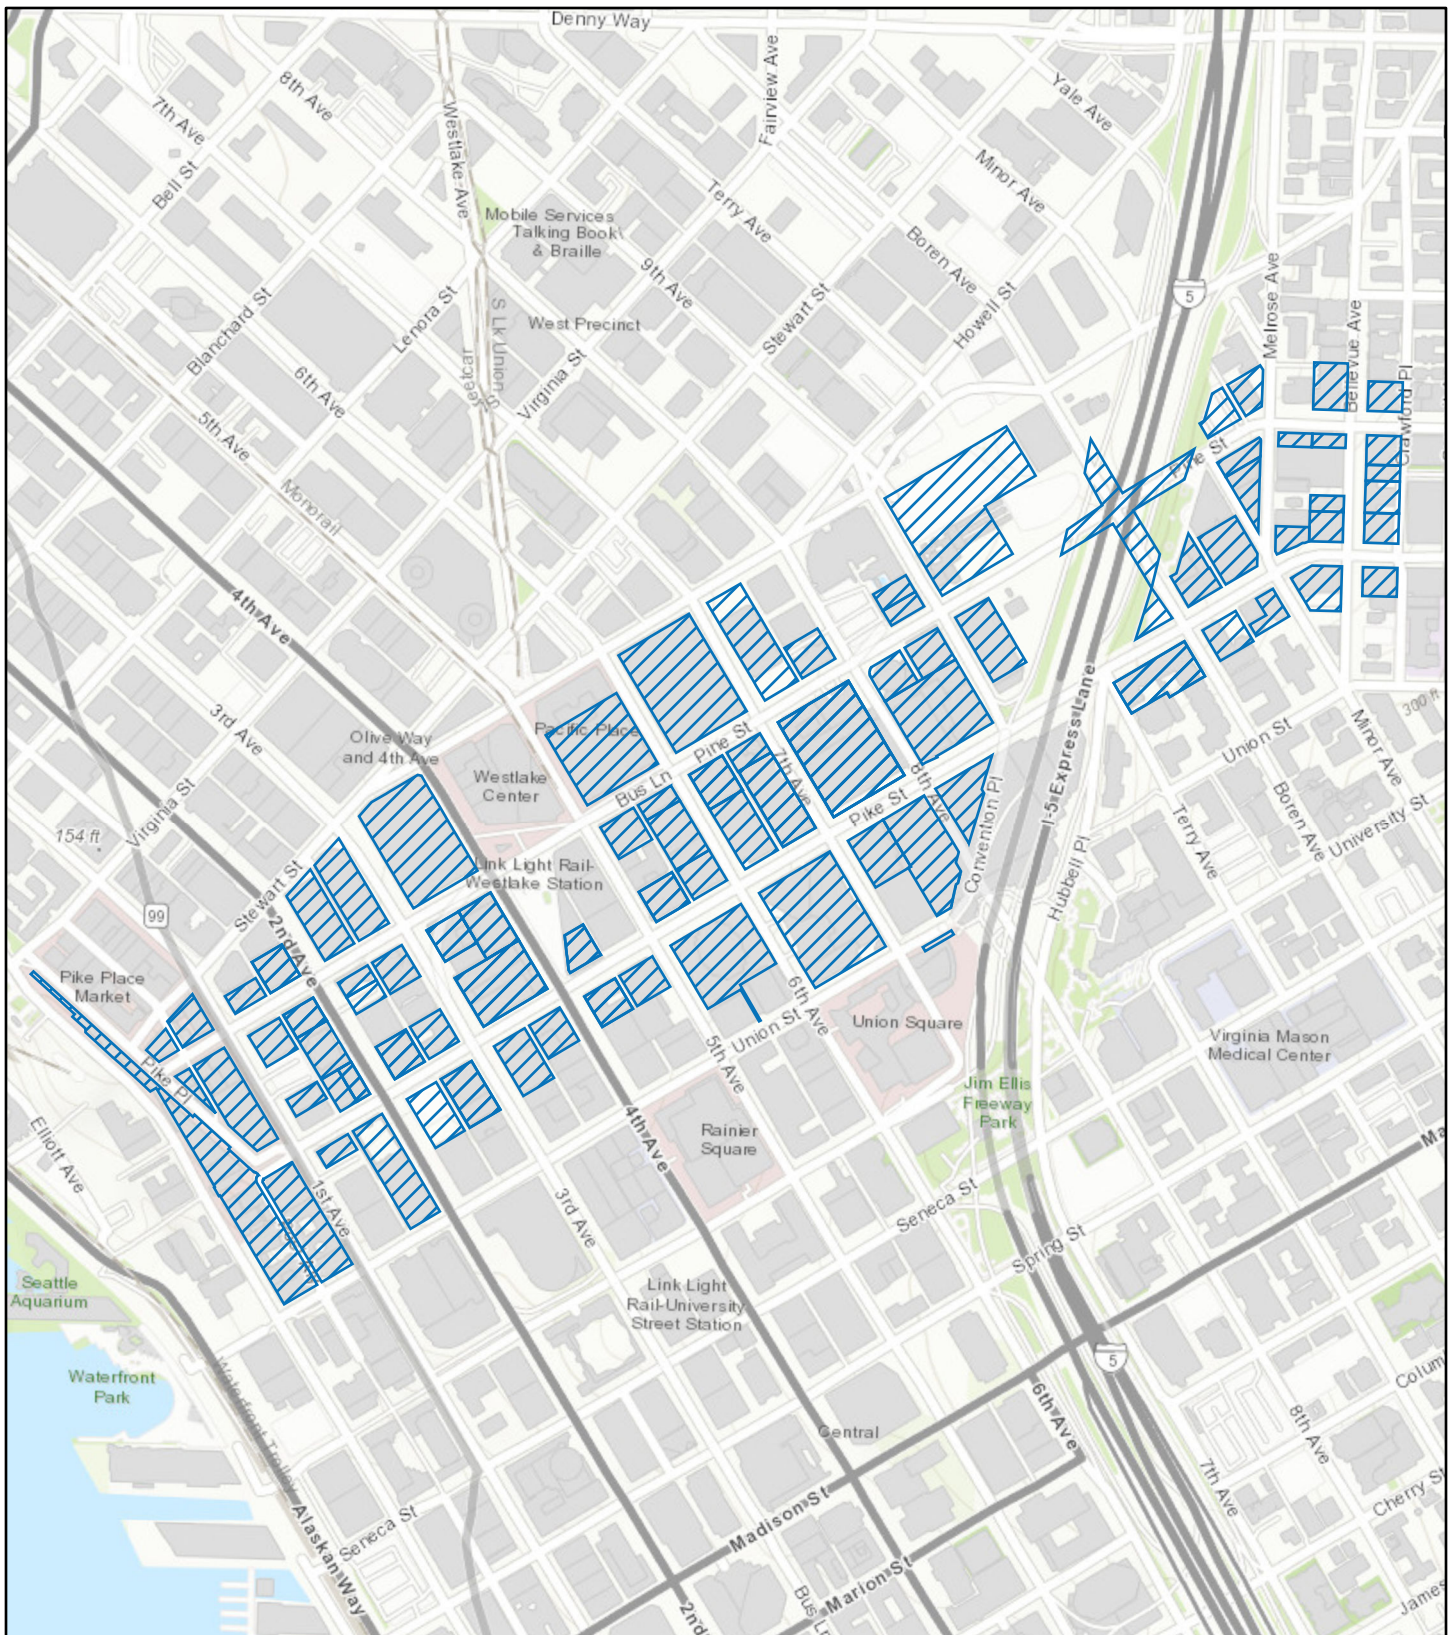 Denny Way
8th Ave
7th Ave
Westlake Ave
Fairview Ave
Yale Ave
Bell St
Minor Ave
Terry Ave
Mobile Services
Talking Book\
& Braille
Boren Ave
9th Ave
Melrose Ave
5
Blanchard St
Lenora St
S Lk Union
Streetcar
West Precinct
Stewart St
Howell St
Bellevue Ave
6th Ave
Virginia St
Crawford Pl
5th Ave
Pine St
Monorail
4th Ave
3rd Ave
Olive Way
and 4th Ave
Pacific Place
Pine St
Westlake
Center
Bus Ln
7th Ave
8th Ave
Pike St
I-5 Express Lane
300 ft
Union St
Minor Ave
Virginia St
154 ft
Convention Pl
Hubbell Pl
Terry Ave
Boren Ave
University St
Link Light Rail-
Westlake Station
Stewart St
99
2nd Ave
Pike Place
Market
6th Ave
Union St
5th Ave
Union Square
Virginia Mason
Medical Center
Pike Pl
Jim Ellis
Freeway
Park
Elliott Ave
4th Ave
Rainier
Square
Ma
1st Ave
3rd Ave
Seneca St
Spring St
Seattle
Aquarium
Link Light
Rail-University
Street Station
Waterfront
Park
5
Waterfront Trolley
Colum
6th Ave
Central
8th Ave
7th Ave
Cherry S
Alaskan Way
Seneca St
Madison St
Marion St
Bus Ln
2nd
James